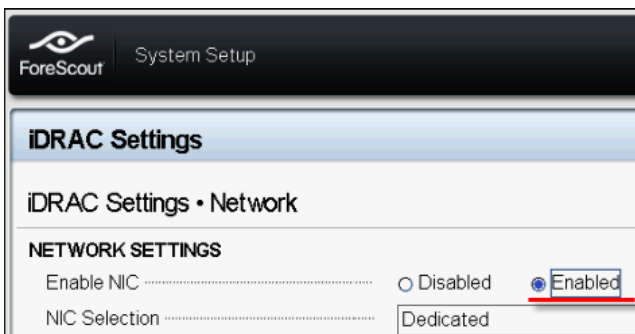 ForeScout
System Setup
iDRAC Settings
iDRAC Settings • Network
NETWORK SETTINGS
Enable NIC Disabled Enabled
NIC Selection Dedicated